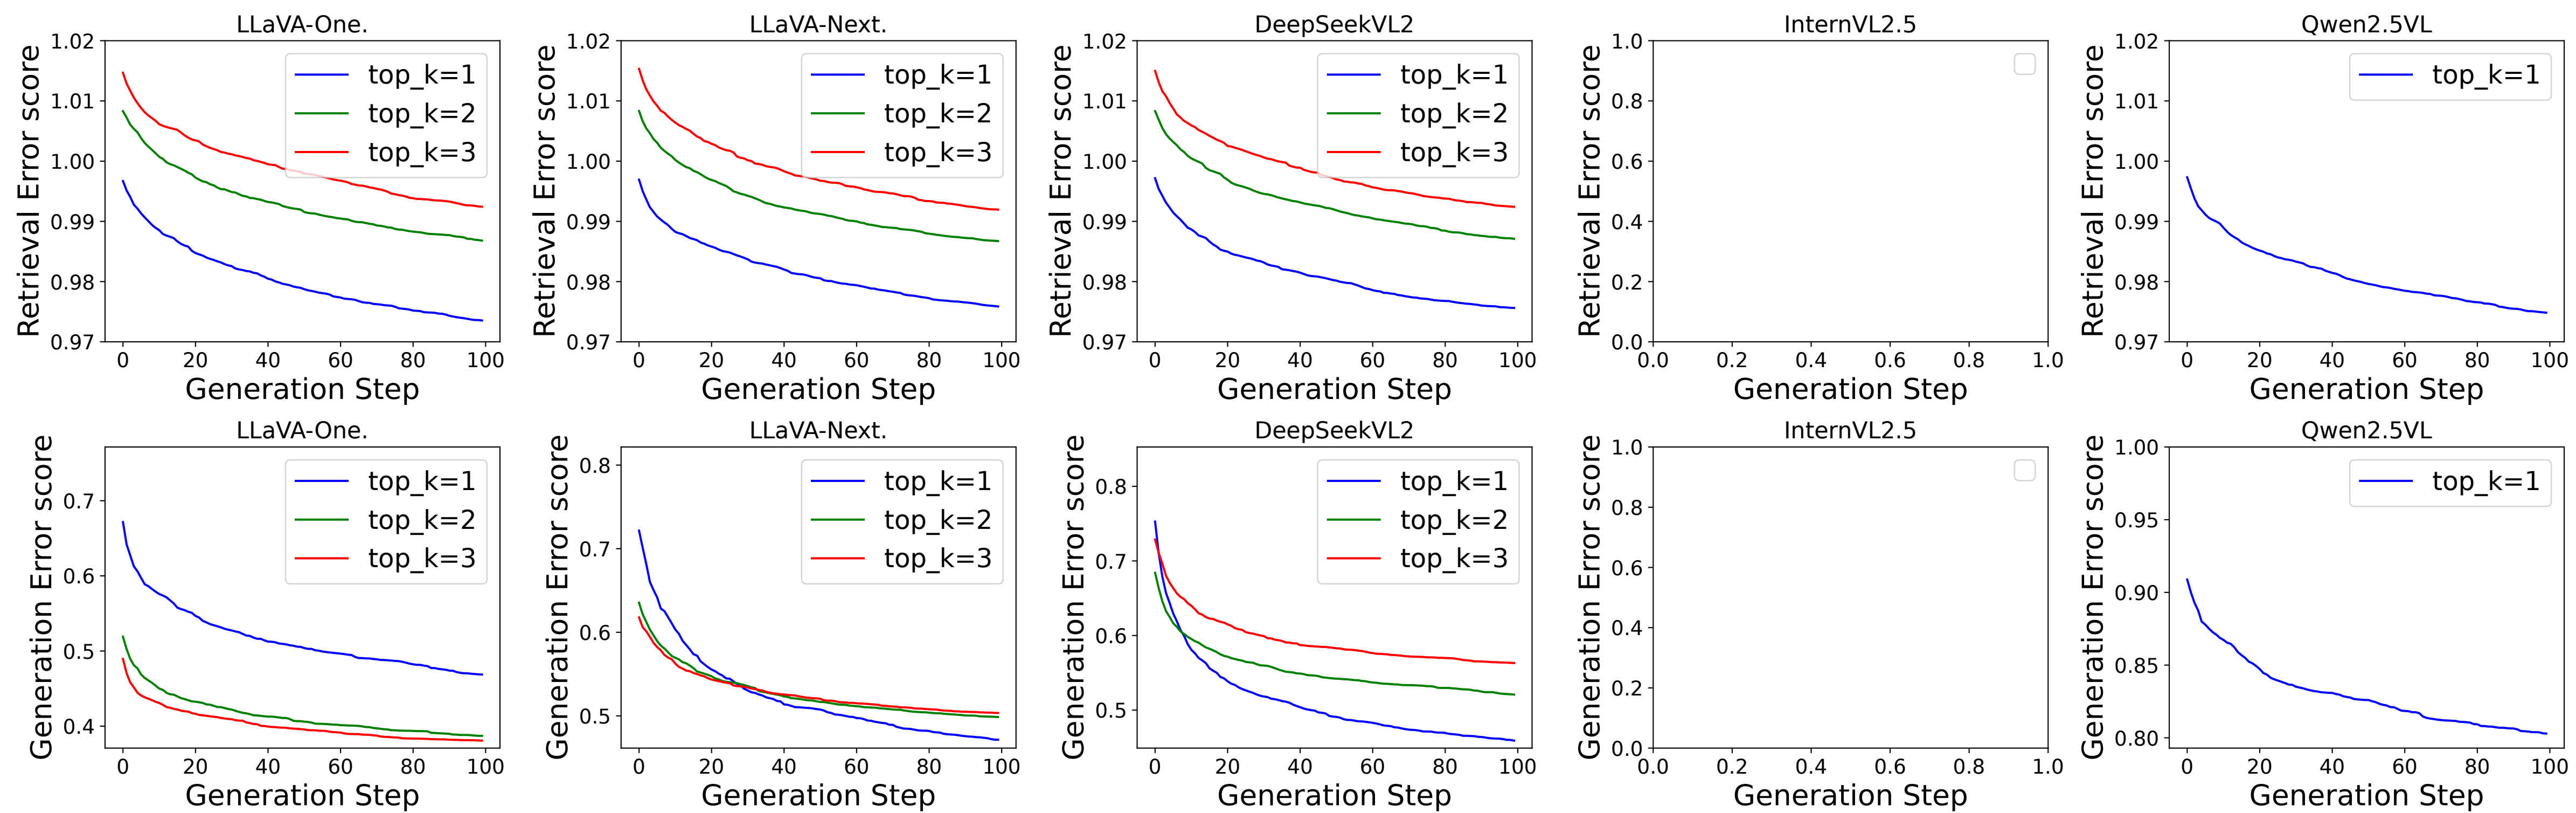 LLaVA-One.
LLaVA-Next.
DeepSeekVL2
InternVL2.5
Qwen2.5VL
Retrieval Error score
1.02
1.01
1.00
0.99
0.98
0.97
top_k=1
top_k=2
top_k=3
0 20 40 60 80 100
Generation Step
Retrieval Error score
1.02
1.01
1.00
0.99
0.98
0.97
top_k=1
top_k=2
top_k=3
0 20 40 60 80 100
Generation Step
Retrieval Error score
1.02
1.01
1.00
0.99
0.98
0.97
top_k=1
top_k=2
top_k=3
0 20 40 60 80 100
Generation Step
Retrieval Error score
1.0
0.8
0.6
0.4
0.2
0.0
0.0 0.2 0.4 0.6 0.8 1.0
Generation Step
Retrieval Error score
1.02
1.01
1.00
0.99
0.98
0.97
top_k=1
0 20 40 60 80 100
Generation Step
LLaVA-One.
LLaVA-Next.
DeepSeekVL2
InternVL2.5
Qwen2.5VL
Generation Error score
0.7
0.6
0.5
0.4
top_k=1
top_k=2
top_k=3
0 20 40 60 80 100
Generation Step
Generation Error score
0.8
0.7
0.6
0.5
top_k=1
top_k=2
top_k=3
0 20 40 60 80 100
Generation Step
Generation Error score
0.8
0.7
0.6
0.5
top_k=1
top_k=2
top_k=3
0 20 40 60 80 100
Generation Step
Generation Error score
1.0
0.8
0.6
0.4
0.2
0.0
0.0 0.2 0.4 0.6 0.8 1.0
Generation Step
Generation Error score
1.00
0.95
0.90
0.85
0.80
top_k=1
0 20 40 60 80 100
Generation Step